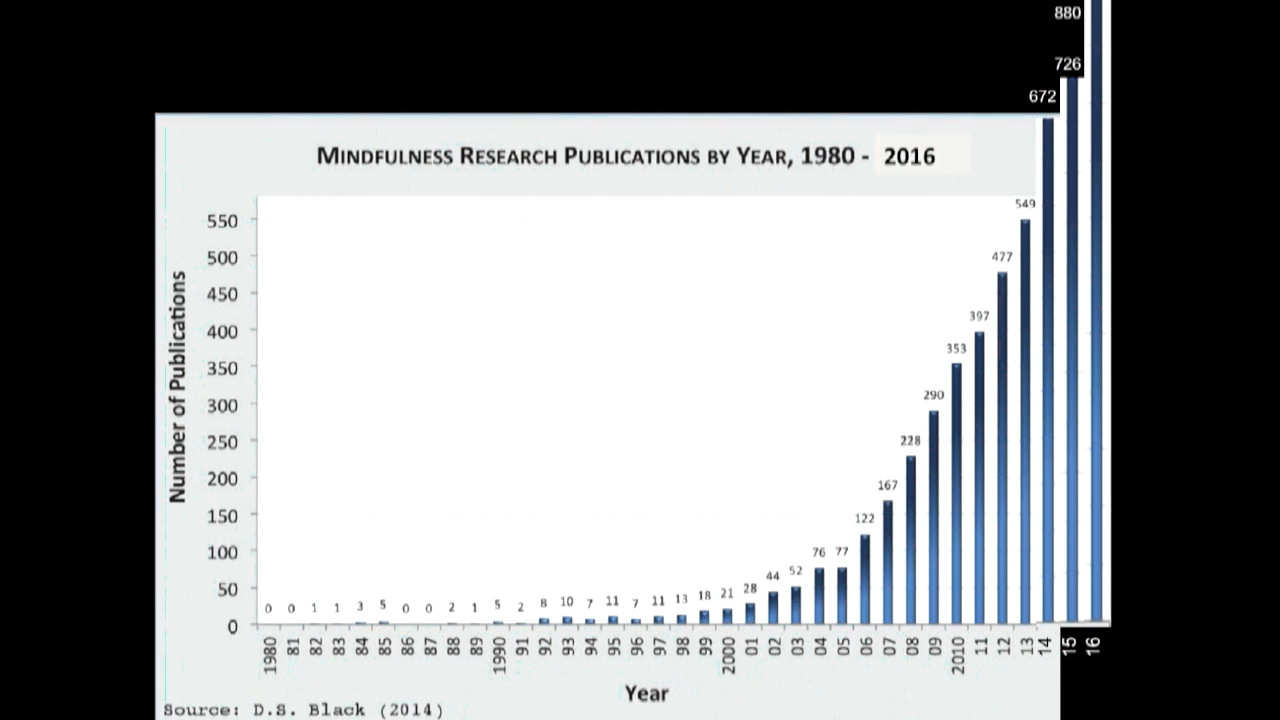 880
726
672
MINDFULNESS RESEARCH PUBLICATIONS BY YEAR, 1980 - 2016
Number of Publications
550
500
450
400
350
300
250
200
150
100
50
0
0 0 1 1 3 5 0 0 2 1 5 2 8 10 7 11 7 11 13 18 21 28 44 52 76 77 122 167 228 290 353 397 477 549
1980 81 82 83 84 85 86 87 88 89 1990 91 92 93 94 95 96 97 98 99 2000 01 02 03 04 05 06 07 08 09 2010 11 12 13 14 15 16
Year
Source: D.S. Black (2014)